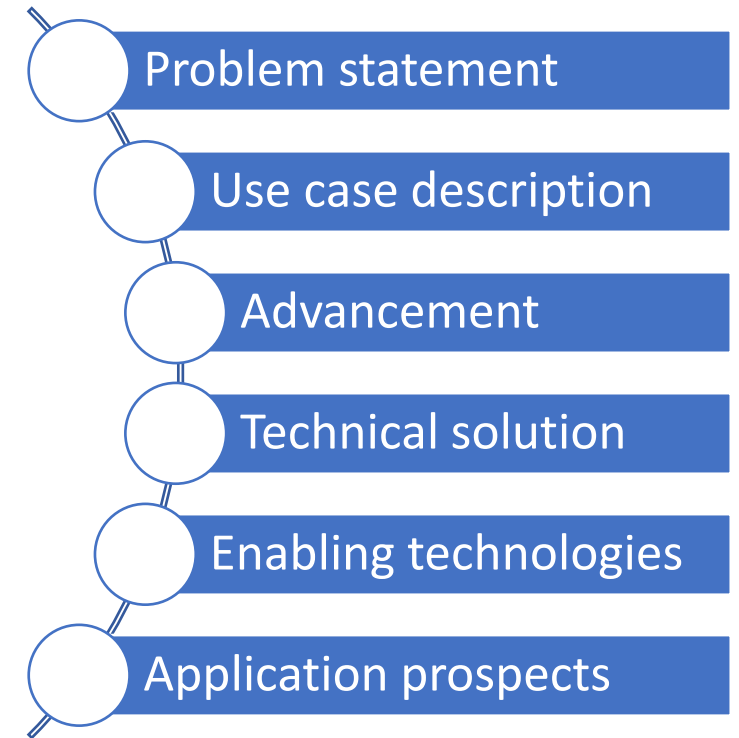 Problem statement
Use case description
Advancement
Technical solution
Enabling technologies
Application prospects